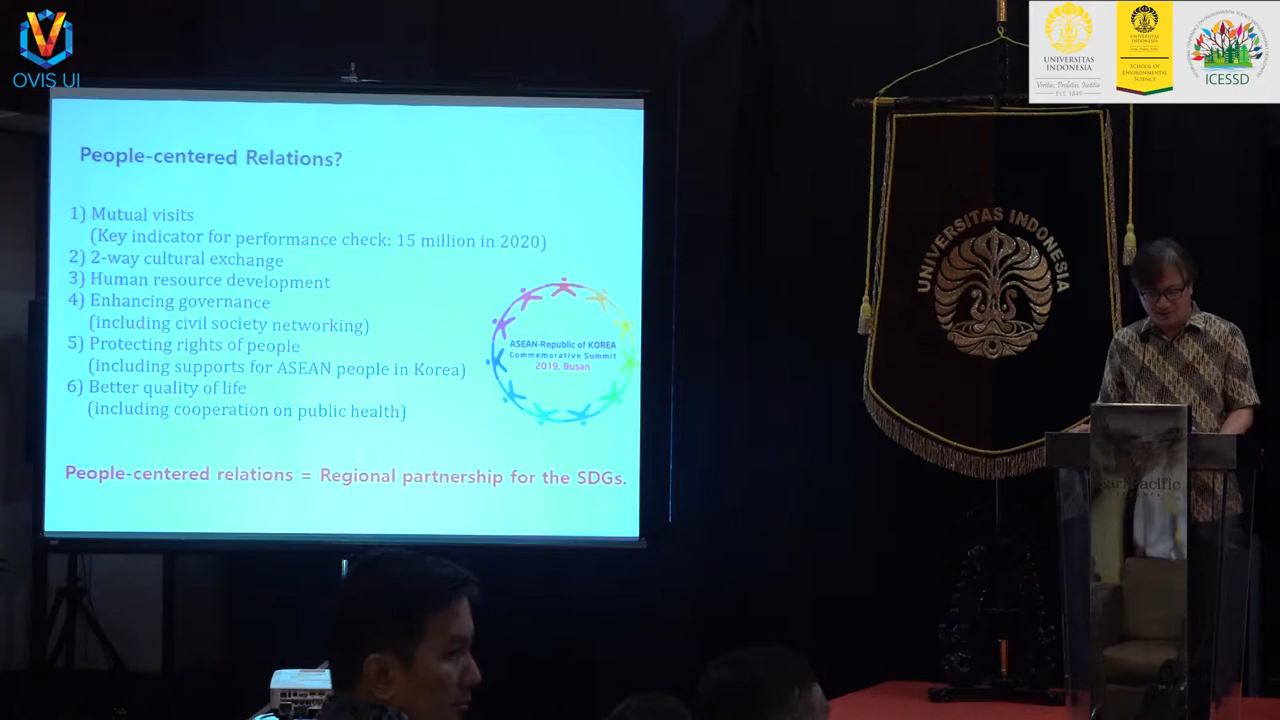 OVIS UI
People-centered Relations?
1) Mutual visits
(Key indicator for performance check: 15 million in 2020)
2) 2-way cultural exchange
3) Human resource development
4) Enhancing governance
(including civil society networking)
5) Protecting rights of people
(including supports for ASEAN people in Korea)
6) Better quality of life
(including cooperation on public health)
ASEAN-Republic of KOREA
Commemorative Summit
2019, Busan
People-centered relations = Regional partnership for the SDGs.
UNIVERSITAS INDONESIA
UNIVERSITAS
INDONESIA
Veritas, Probitas, Iustitia
Est. 1849
UNIVERSITAS
INDONESIA
SCHOOL OF
ENVIRONMENTAL
SCIENCE
ICESSD